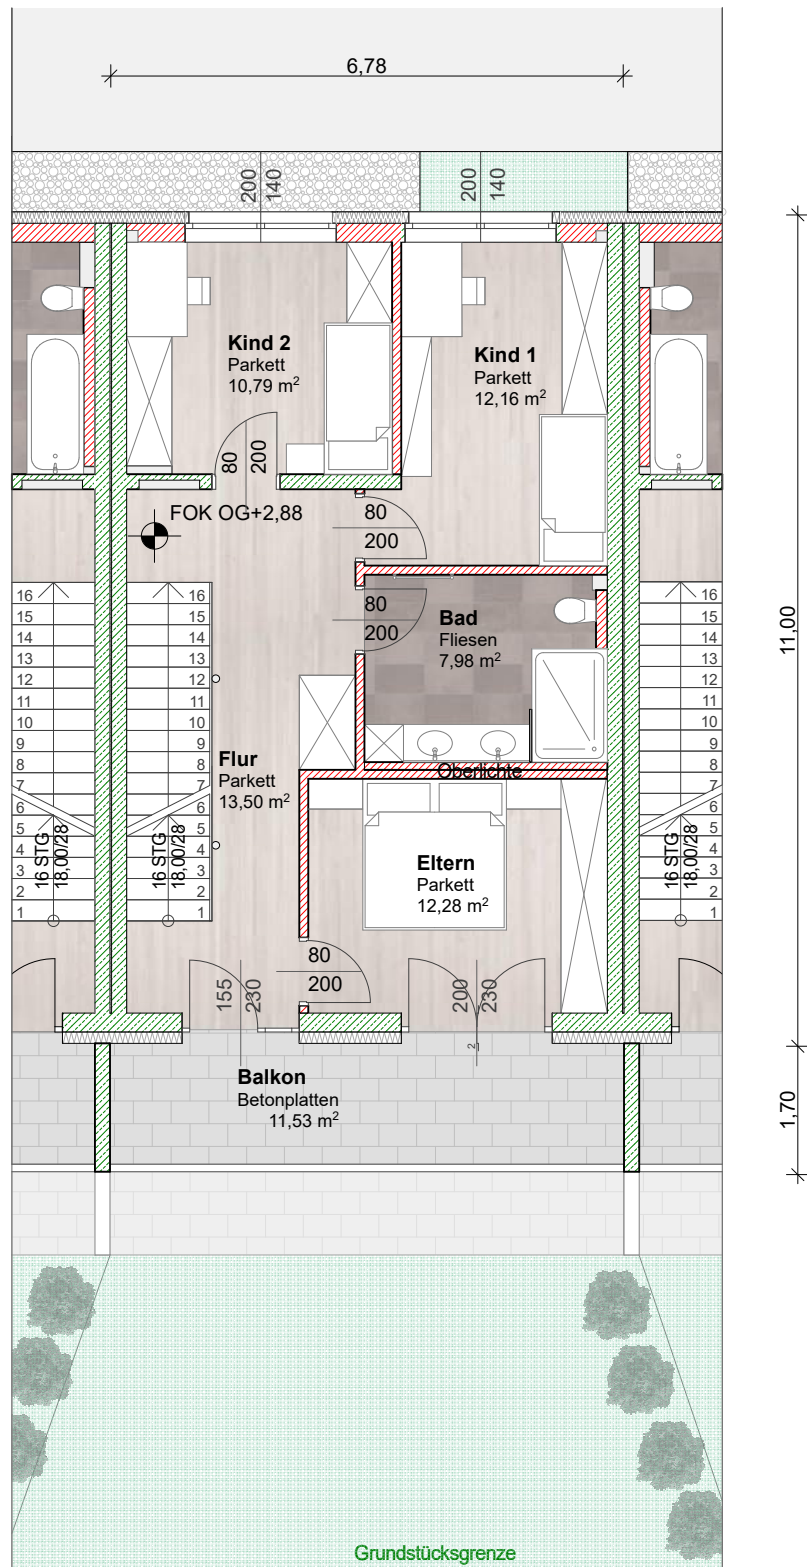 6,78
200
140
200
140
Kind 2
Parkett
10,79 m²
Kind 1
Parkett
12,16 m²
80
200
FOK OG+2,88
80
200
80
200
Bad
Fliesen
7,98 m²
11,00
16
15
14
13
12
11
10
9
8
7
6
5
4
3
2
1
16 STG
18,00/28
16
15
14
13
12
11
10
9
8
7
6
5
4
3
2
1
16 STG
18,00/28
16
15
14
13
12
11
10
9
8
7
6
5
4
3
2
1
16 STG
18,00/28
Flur
Parkett
13,50 m²
Oberlichte
Eltern
Parkett
12,28 m²
80
200
155
230
200
230
2
Balkon
Betonplatten
11,53 m²
1,70
Grundstücksgrenze